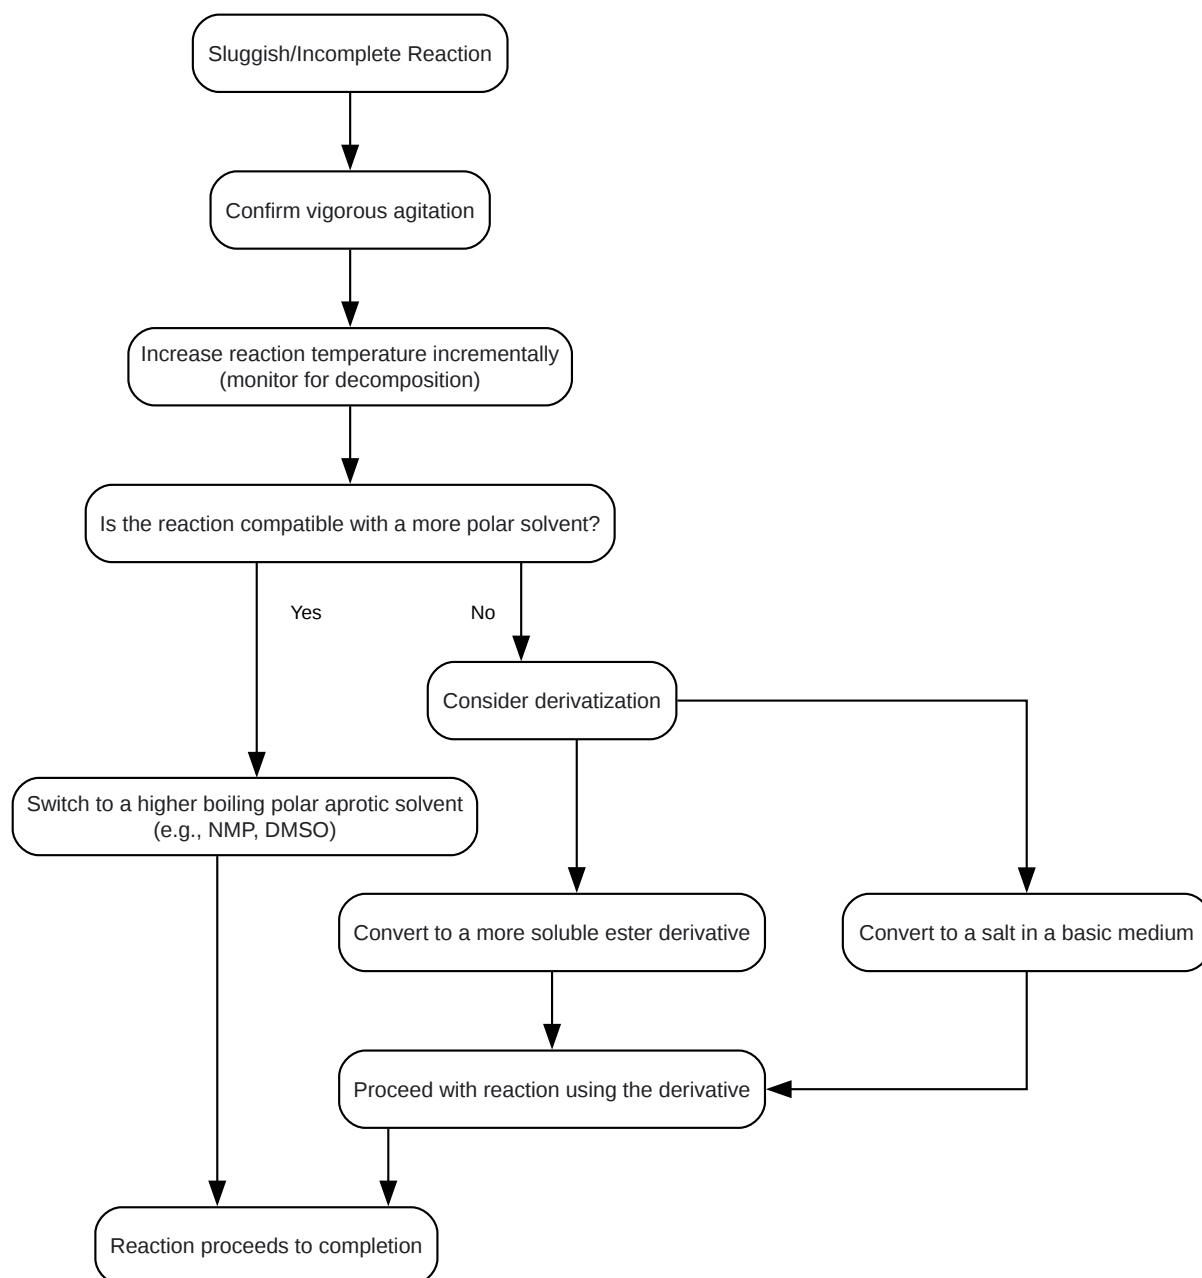 Sluggish/Incomplete Reaction
Confirm vigorous agitation
Increase reaction temperature incrementally
(monitor for decomposition)
Is the reaction compatible with a more polar solvent?
Yes
No
Consider derivatization
Switch to a higher boiling polar aprotic solvent
(e.g., NMP, DMSO)
Convert to a more soluble ester derivative
Convert to a salt in a basic medium
Proceed with reaction using the derivative
Reaction proceeds to completion